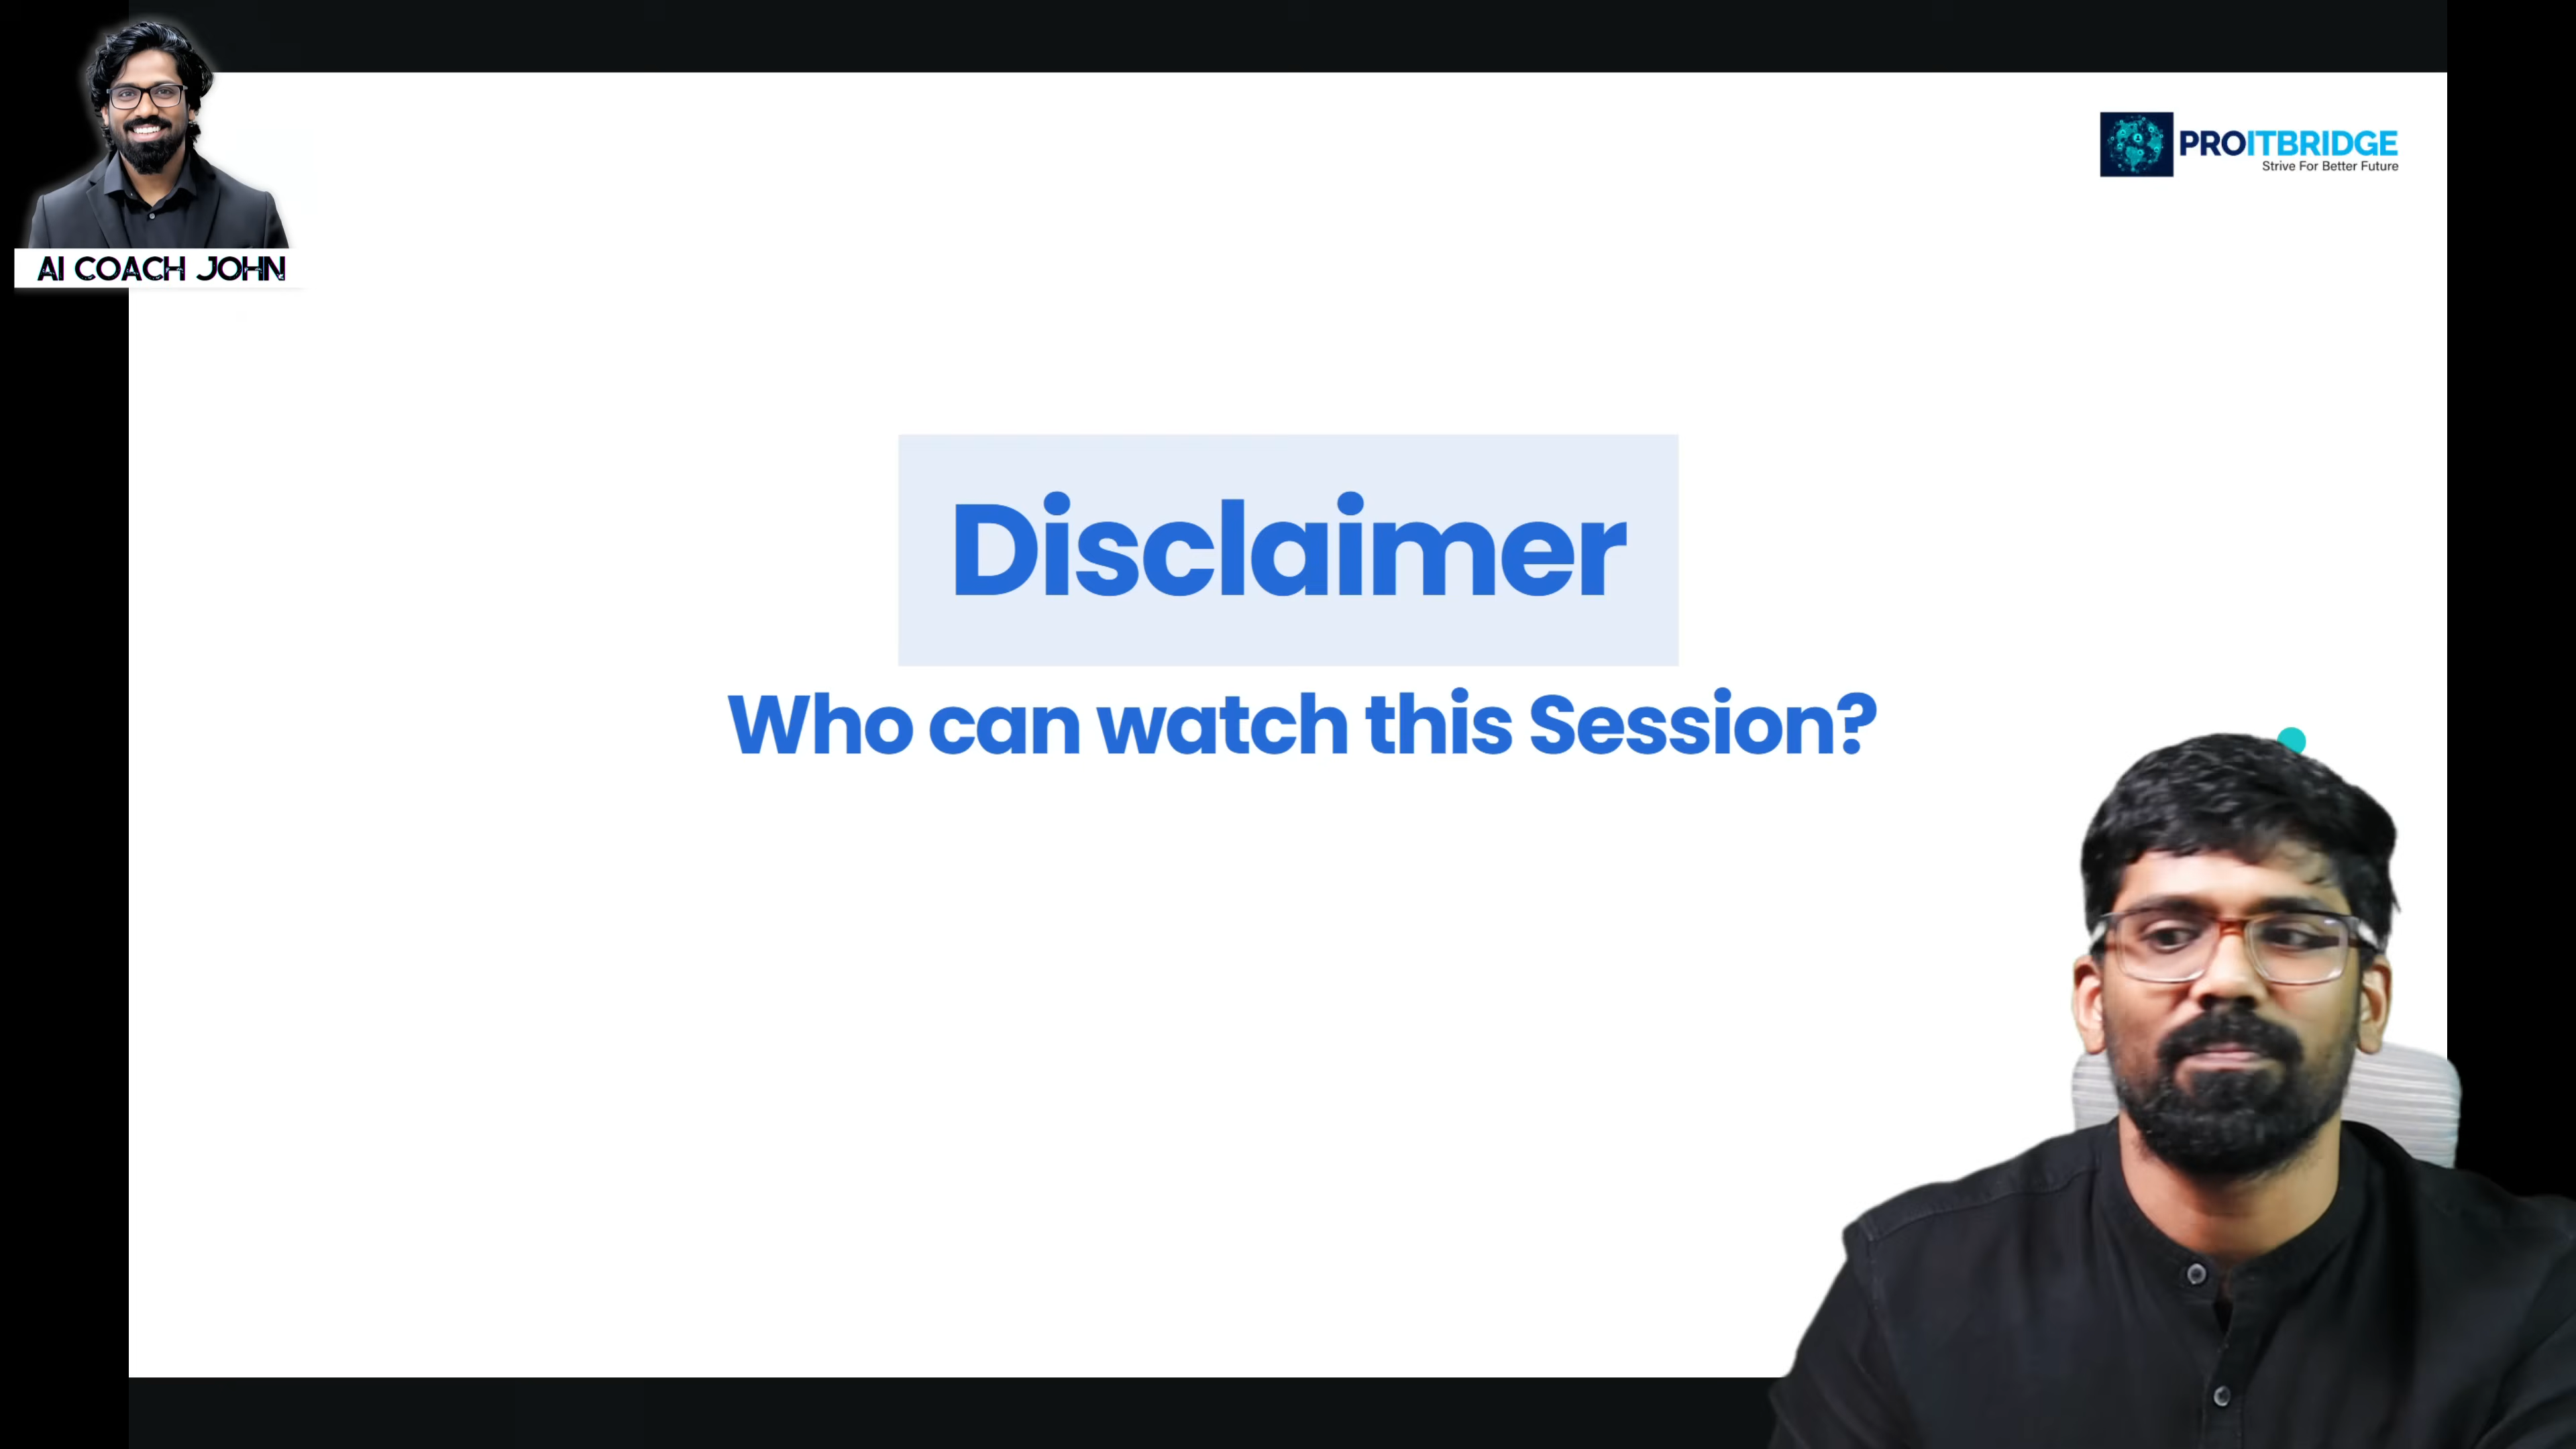 AI COACH JOHN
PROITBRIDGE
Strive For Better Future
Disclaimer
Who can watch this Session?